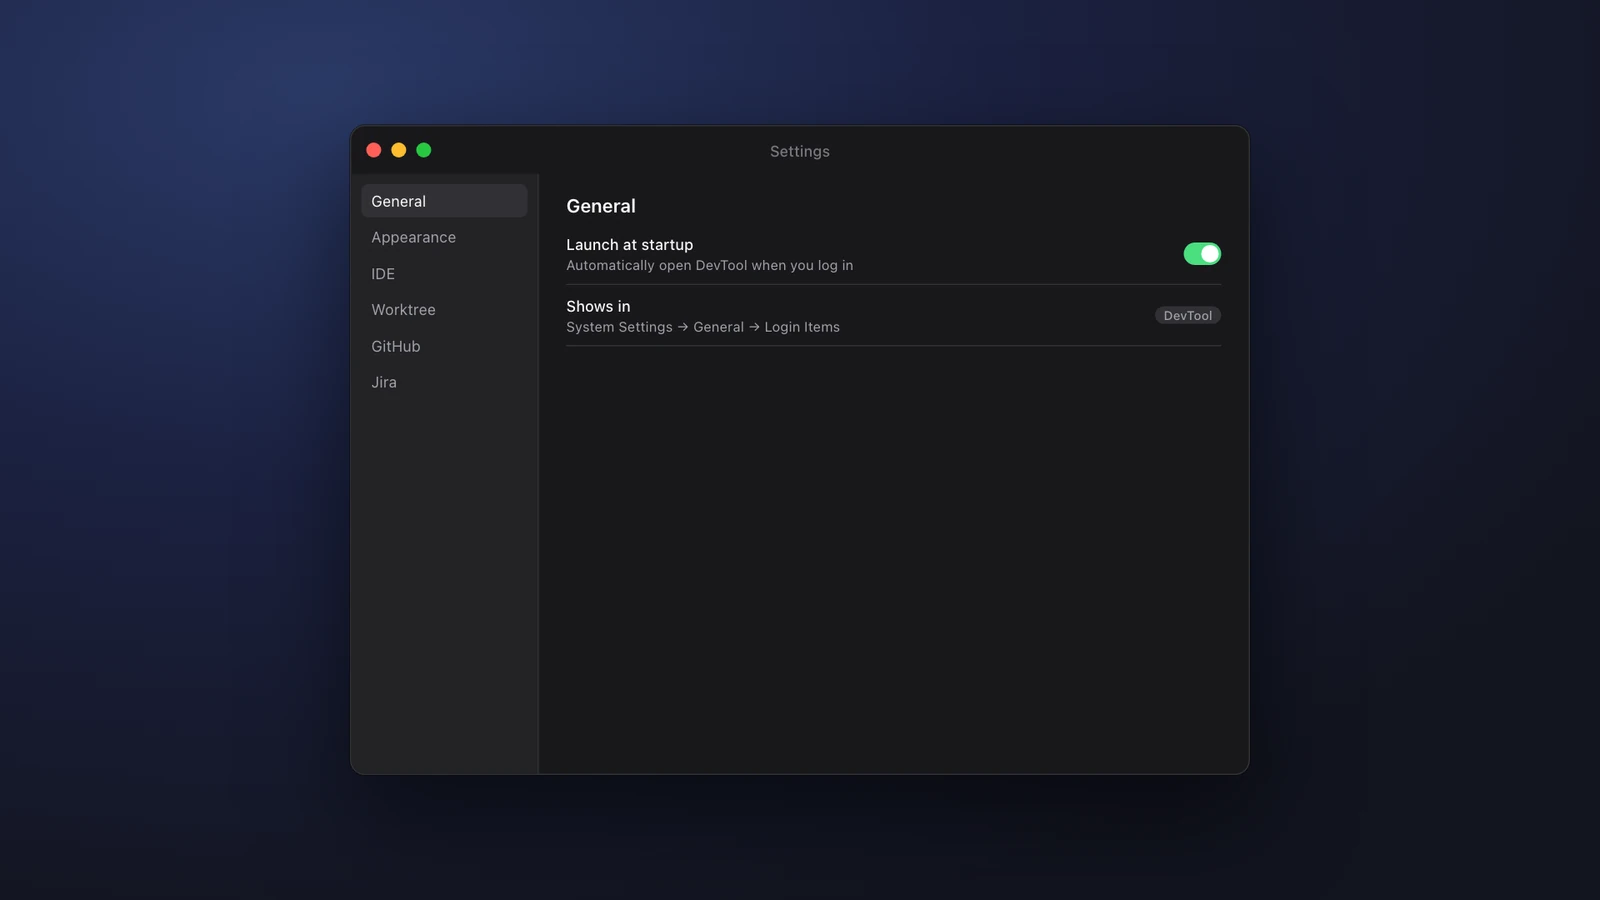 Settings
General
Appearance
IDE
Worktree
GitHub
Jira
General
Launch at startup
Automatically open DevTool when you log in
Shows in
System Settings → General → Login Items
DevTool